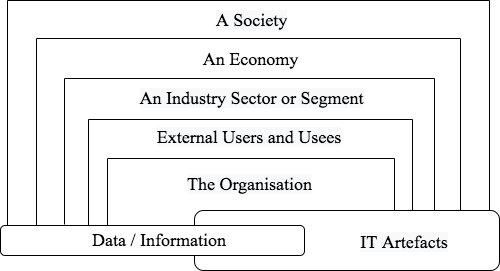 A Society
An Economy
An Industry Sector or Segment
External Users and Usees
The Organisation
Data / Information
IT Artefacts